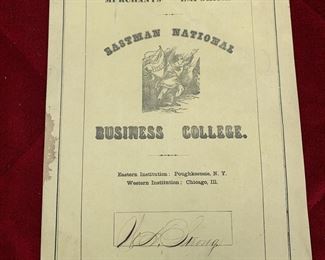 MERCHANTS'
EASTMAN NATIONAL
BUSINESS COLLEGE.
Eastern Institution: Poughkeepsie, N. Y.
Western Institution: Chicago, Ill.